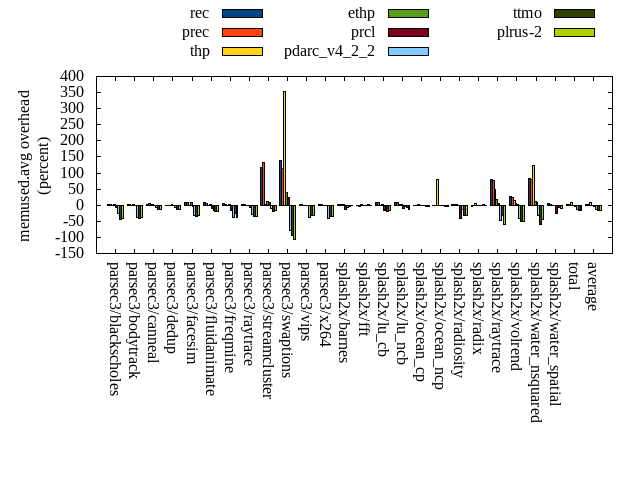 rec
prec
thp
ethp
prcl
pdarc_v4_2_2
ttmo
plrus-2
memused.avg overhead
(percent)
400
350
300
250
200
150
100
50
0
-50
-100
-150
parsec3/blackscholes
parsec3/bodytrack
parsec3/canneal
parsec3/dedup
parsec3/facesim
parsec3/fluidanimate
parsec3/freqmine
parsec3/raytrace
parsec3/streamcluster
parsec3/swaptions
parsec3/vips
parsec3/x264
splash2x/barnes
splash2x/fft
splash2x/lu_cb
splash2x/lu_ncb
splash2x/ocean_cp
splash2x/ocean_ncp
splash2x/radiosity
splash2x/radix
splash2x/raytrace
splash2x/volrend
splash2x/water_nsquared
splash2x/water_spatial
total
average